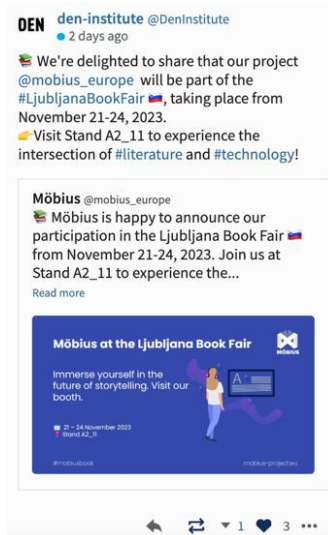 DEN den-institute @DenInstitute
2 days ago
📚 We're delighted to share that our project
@mobius_europe will be part of the
#LjubljanaBookFair 🇸🇮, taking place from
November 21-24, 2023.
👉Visit Stand A2_11 to experience the
intersection of #literature and #technology!
Möbius @mobius_europe
📚 Möbius is happy to announce our
participation in the Ljubljana Book Fair 🇸🇮
from November 21-24, 2023. Join us at
Stand A2_11 to experience the...
Read more
Möbius at the Ljubljana Book Fair
MÖBIUS
Immerse yourself in the
future of storytelling. Visit our
booth.
A
21 – 24 November 2023
Stand A2_11
#mobiusbook
mobius-project.eu
1 3